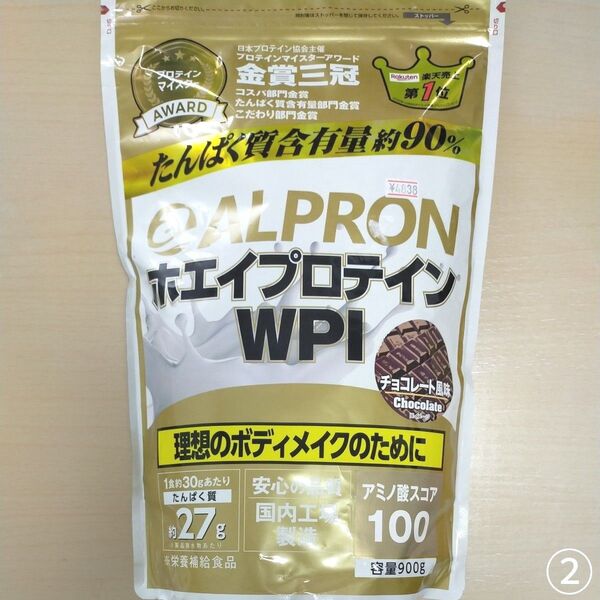 日本プロテイン協会主催
プロテインマイスターアワード
金賞三冠
コスパ部門金賞
たんぱく質含有量部門金賞
こだわり部門金賞
プロテイン
マイスター
AWARD
Rakuten 楽天売上
第1位
たんぱく質含有量約90%
¥4838
ALPRON
ホエイプロテイン
WPI
チョコレート風味
Chocolate
理想のボディメイクのために
1食約30gあたり
たんぱく質
約27g
安心の品質
国内工場
製造
アミノ酸スコア
100
※栄養補給食品
容量900g
②